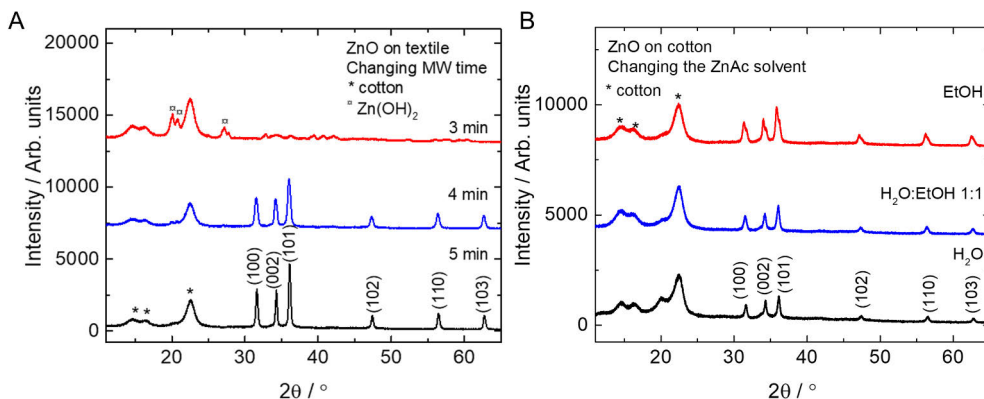 A
ZnO on textile
Changing MW time
* cotton
¤ Zn(OH)2
3 min
4 min
5 min
(100)
(002)
(101)
(102)
(110)
(103)
* * *
¤ ¤ ¤
20000
15000
10000
5000
0
Intensity / Arb. units
20 30 40 50 60
2θ / °
B
ZnO on cotton
Changing the ZnAc solvent
* cotton
EtOH
H2O:EtOH 1:1
H2O
* * *
(100)
(002)
(101)
(102)
(110)
(103)
10000
5000
0
Intensity / Arb. units
20 30 40 50 60
2θ / °